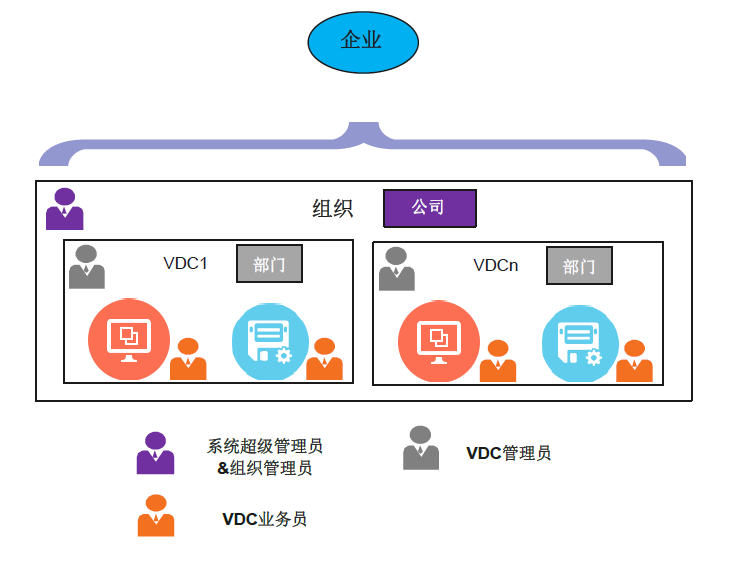 企业
组织
公司
VDC1
部门
VDCn
部门
系统超级管理员
&组织管理员
VDC管理员
VDC业务员